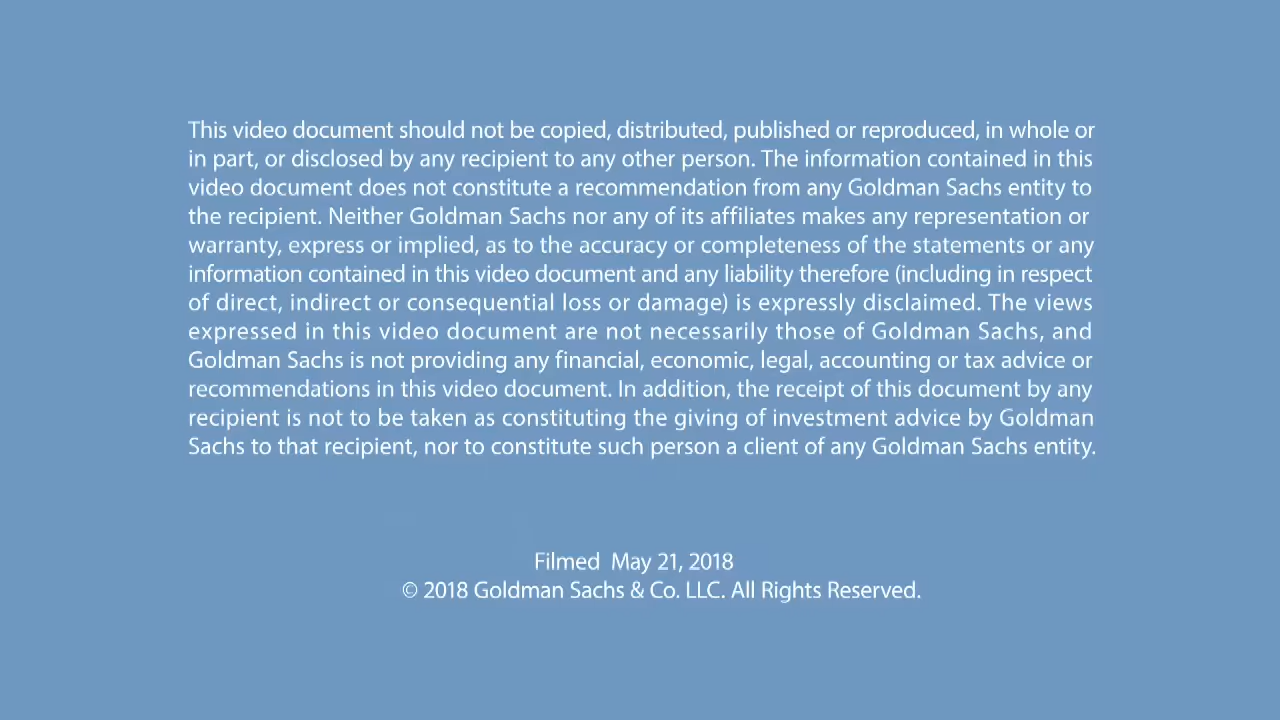 This video document should not be copied, distributed, published or reproduced, in whole or
in part, or disclosed by any recipient to any other person. The information contained in this
video document does not constitute a recommendation from any Goldman Sachs entity to
the recipient. Neither Goldman Sachs nor any of its affiliates makes any representation or
warranty, express or implied, as to the accuracy or completeness of the statements or any
information contained in this video document and any liability therefore (including in respect
of direct, indirect or consequential loss or damage) is expressly disclaimed. The views
expressed in this video document are not necessarily those of Goldman Sachs, and
Goldman Sachs is not providing any financial, economic, legal, accounting or tax advice or
recommendations in this video document. In addition, the receipt of this document by any
recipient is not to be taken as constituting the giving of investment advice by Goldman
Sachs to that recipient, nor to constitute such person a client of any Goldman Sachs entity.
Filmed  May 21, 2018
© 2018 Goldman Sachs & Co. LLC. All Rights Reserved.